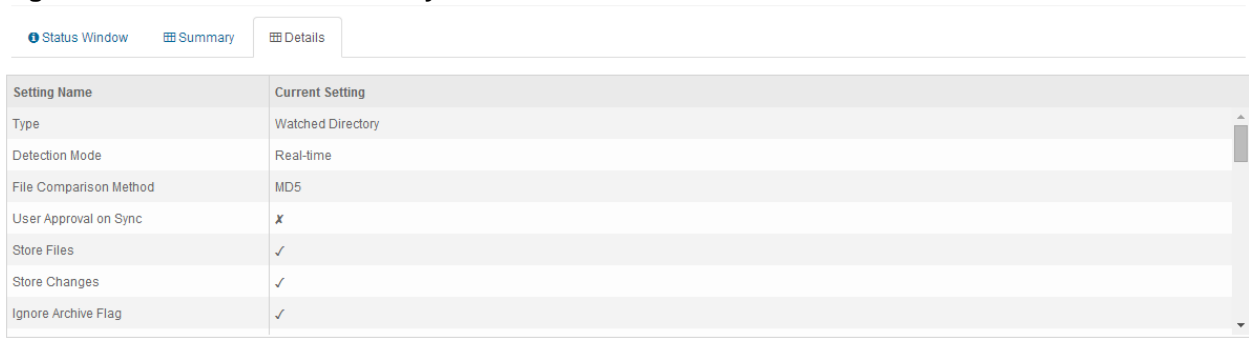 Status Window Summary Details
Setting Name Current Setting
Type Watched Directory
Detection Mode Real-time
File Comparison Method MD5
User Approval on Sync ✗
Store Files ✓
Store Changes ✓
Ignore Archive Flag ✓